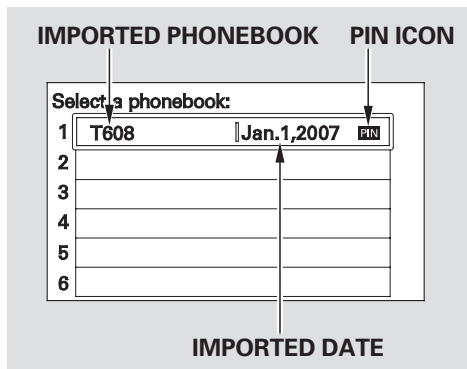 IMPORTED PHONEBOOK PIN ICON
Select a phonebook:
1 T608 Jan.1,2007 PIN
2
3
4
5
6
IMPORTED DATE